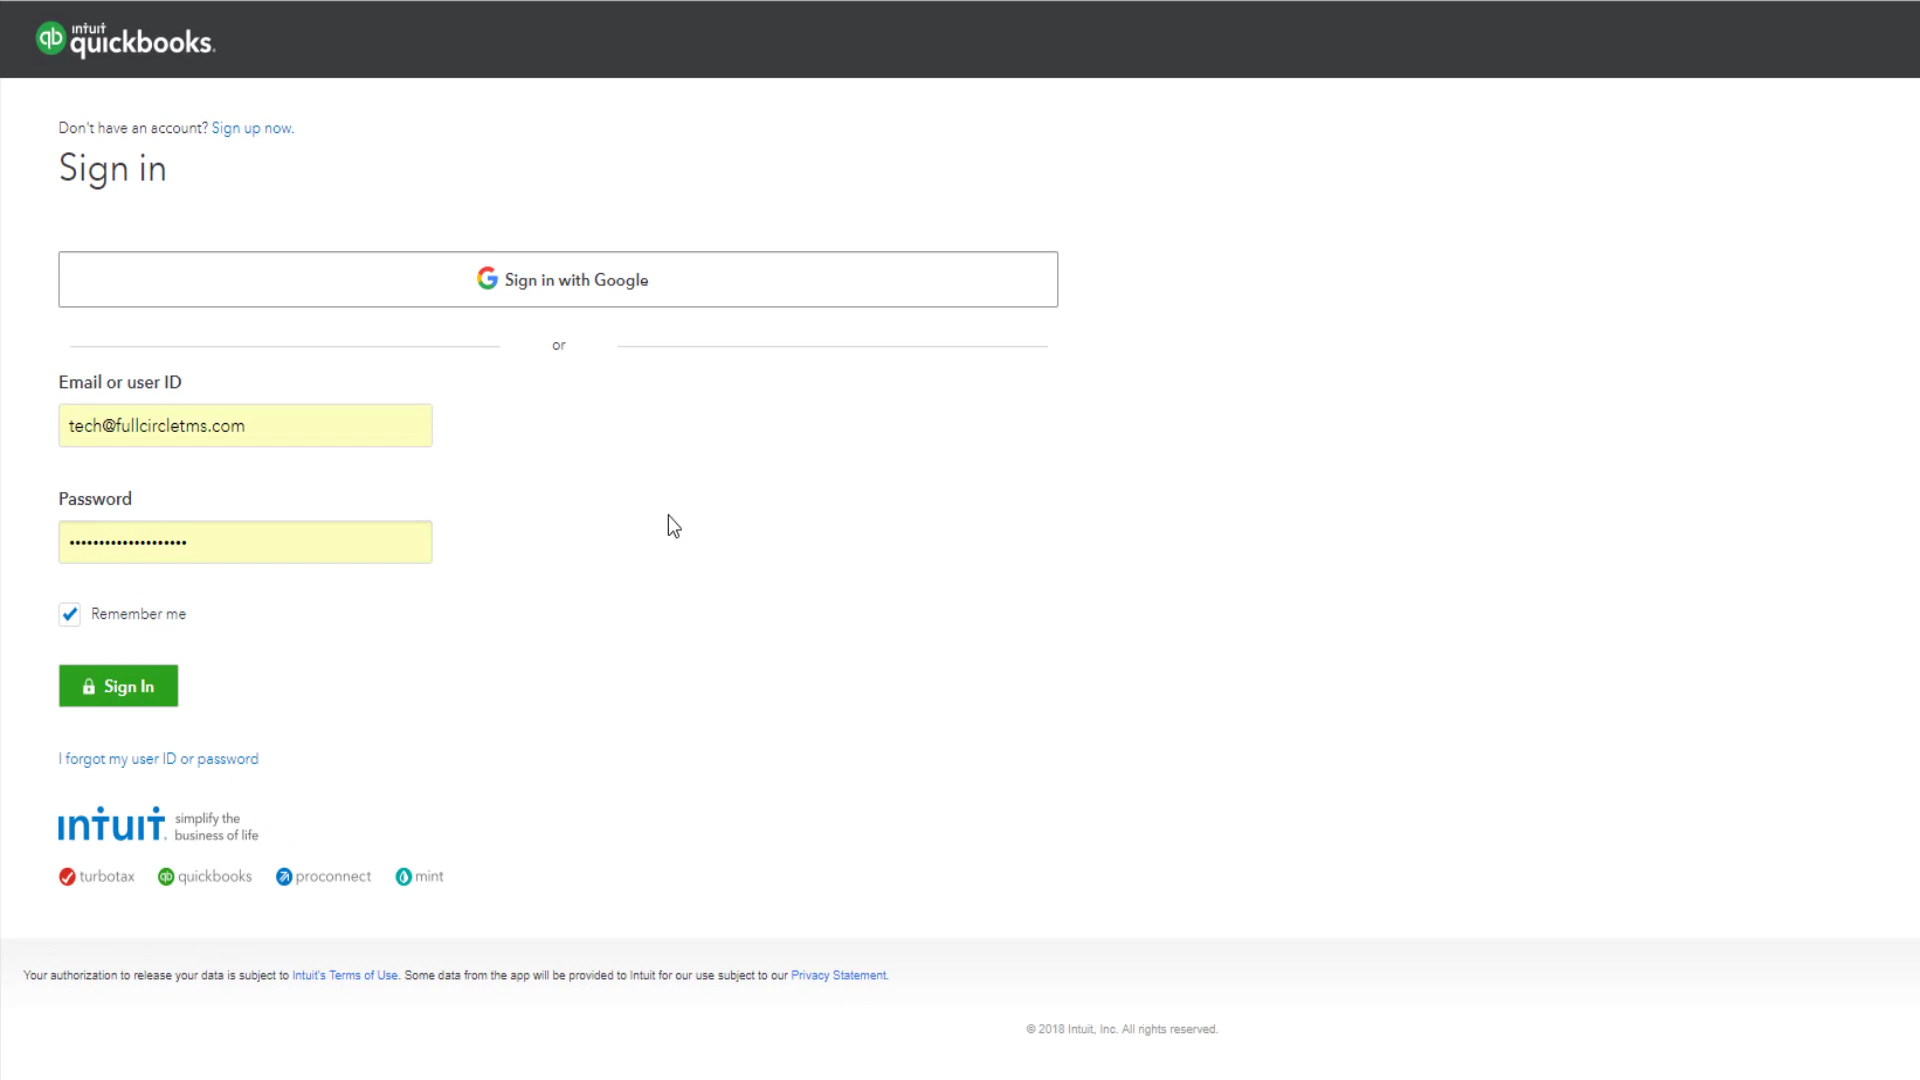 intuit
quickbooks.
Don't have an account? Sign up now.
Sign in
Sign in with Google
or
Email or user ID
tech@fullcircletms.com
Password
••••••••••••••••••••
Remember me
Sign In
I forgot my user ID or password
intuit. simplify the
business of life
turbotax quickbooks proconnect mint
Your authorization to release your data is subject to Intuit's Terms of Use. Some data from the app will be provided to Intuit for our use subject to our Privacy Statement.
© 2018 Intuit, Inc. All rights reserved.